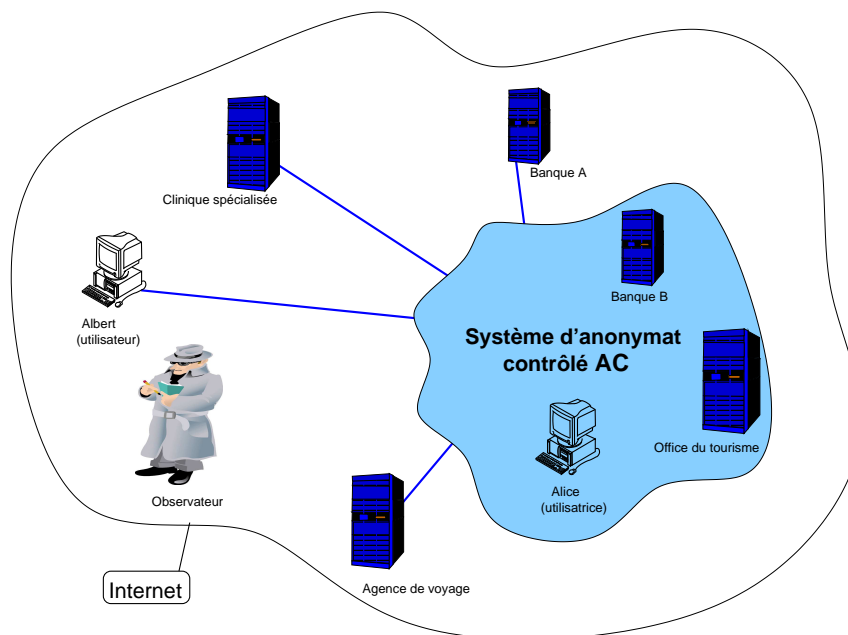 Banque A
Clinique spécialisée
Banque B
Albert
(utilisateur)
Système d'anonymat
contrôlé AC
Office du tourisme
Observateur
Alice
(utilisatrice)
Internet
Agence de voyage